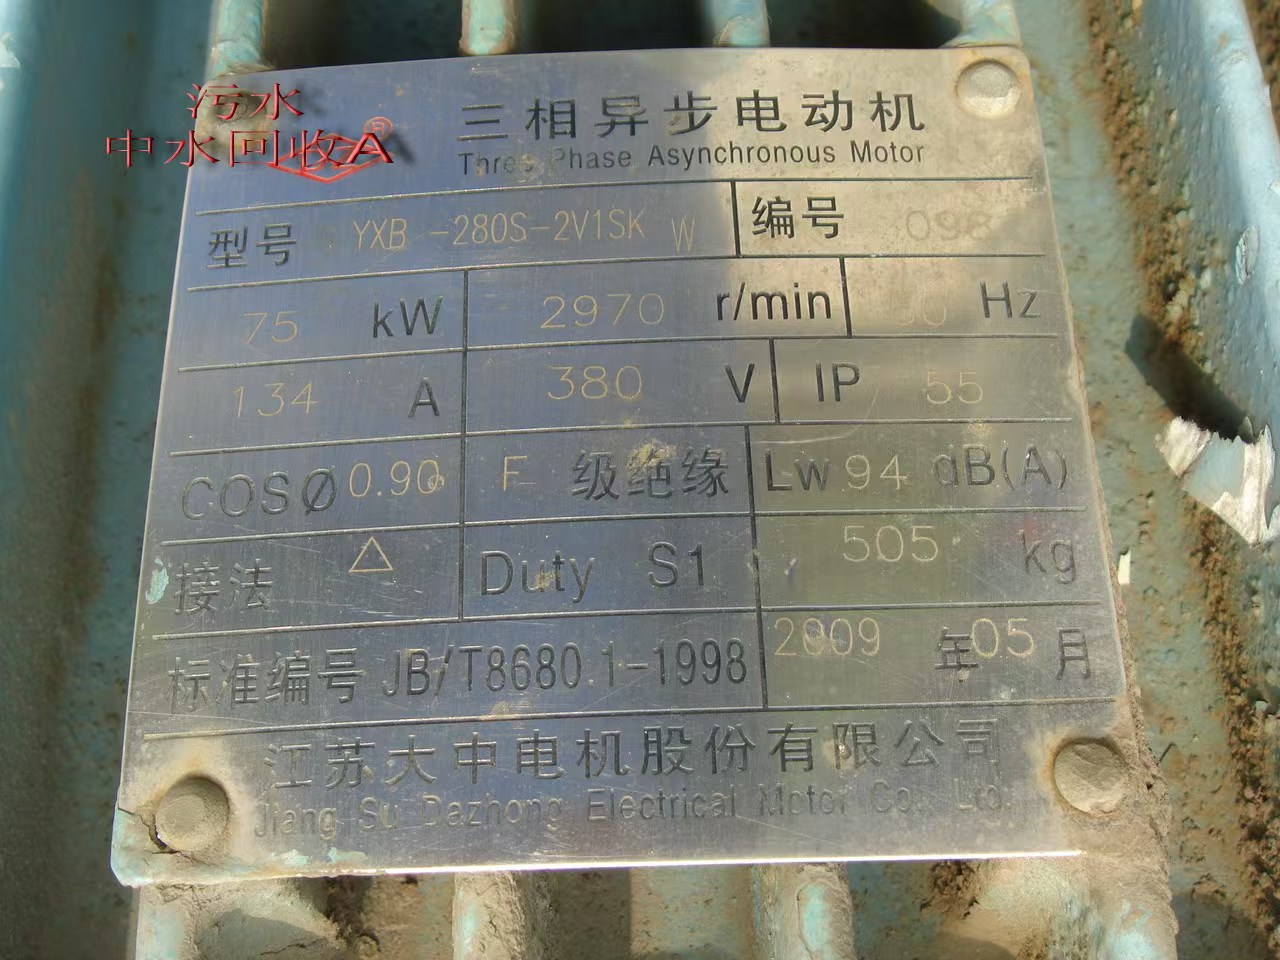 污水
中水回收A
三相异步电动机
Three Phase Asynchronous Motor
型号 YXB -280S-2V1SK W 编号 098
75 kW 2970 r/min 50 Hz
134 A 380 V IP 55
COSØ 0.90 F 级绝缘 Lw 94 dB(A)
接法 △ Duty S1 505 kg
标准编号 JB/T8680.1-1998 2009 年 05 月
江苏大中电机股份有限公司
Jiang Su Dazhong Electrical Motor Co., Ltd.